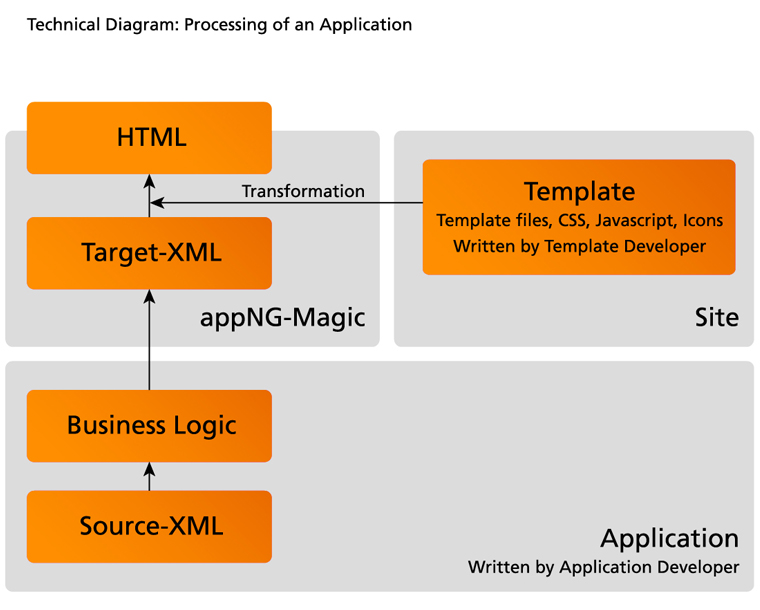 Technical Diagram: Processing of an Application
HTML
Transformation
Template
Template files, CSS, Javascript, Icons
Written by Template Developer
Target-XML
appNG-Magic
Site
Business Logic
Source-XML
Application
Written by Application Developer